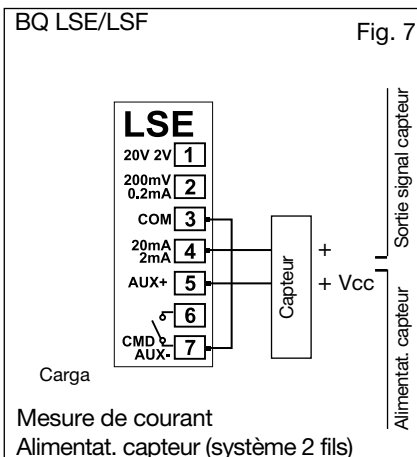 BQ LSE/LSF
Fig. 7
LSE
20V 2V 1
200mV
0.2mA 2
COM 3
20mA
2mA 4
AUX+ 5
6
CMD
AUX- 7
Capteur
+
+ Vcc
Sortie signal capteur
Alimentat. capteur
Carga
Mesure de courant
Alimentat. capteur (système 2 fils)